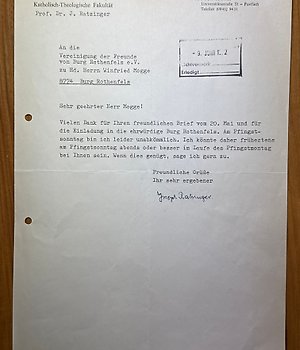 Katholisch-Theologische Fakultät
Prof. Dr. J. Ratzinger
Universitätsstraße 31 — Postfach
An die
Vereinigung der Freunde
von Burg Rothenfels e.V.
zu Hd. Herrn Winfried Mogge
8771 Burg Rothenfels
Erledigt
Sehr geehrter Herr Mogge!
Vielen Dank für Ihren freundlichen Brief vom 20. Mai und für
die Einladung in die ehrwürdige Burg Rothenfels. Am Pfingst-
sonntag bin ich leider unabkömmlich. Ich könnte daher frühestens
am Pfingstsonntag abends oder besser im Laufe des Pfingstmontag
bei Ihnen sein. Wenn dies genügt, sage ich gern zu.
Freundliche Grüße
Ihr sehr ergebener
Joseph Ratzinger